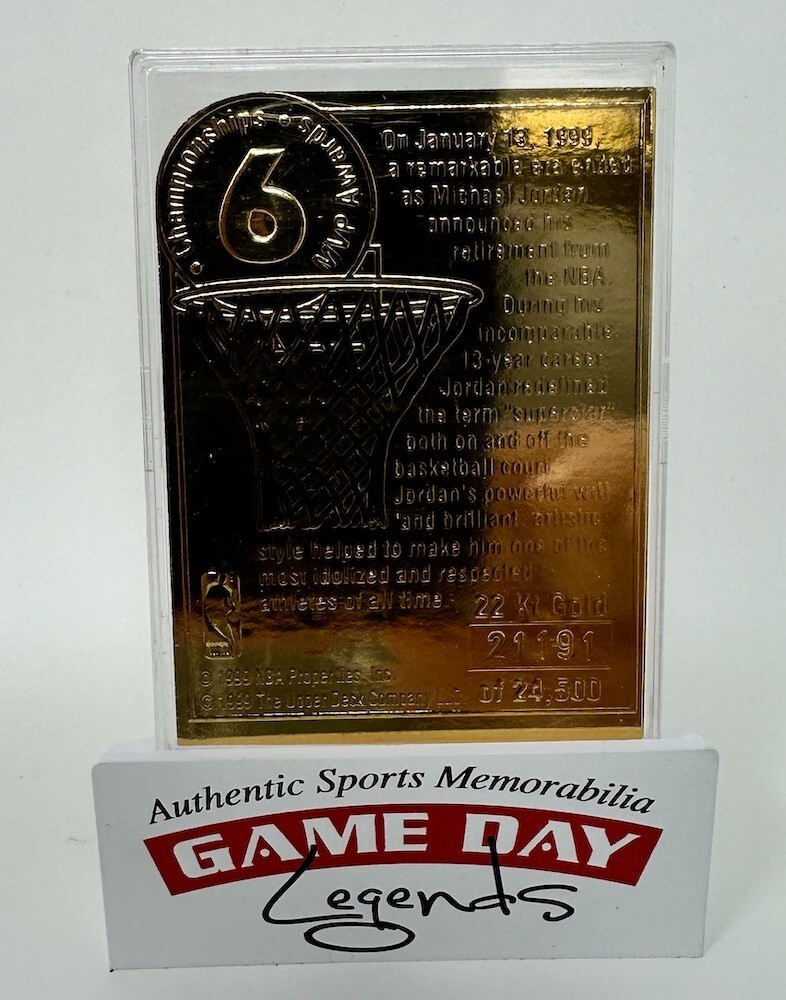 Championships • MVP Awards •
6
On January 13, 1999,
a remarkable era ended
as Michael Jordan
announced his
retirement from
the NBA.
During his
incomparable
13-year career,
Jordan redefined
the term "superstar"
both on and off the
basketball court.
Jordan's powerful will
and brilliant, artistic
style helped to make him one of the
most idolized and respected
athletes of all time.
22 Kt Gold
21191
of 24,500
© 1999 NBA Properties, Inc.
© 1999 The Upper Deck Company LLC
Authentic Sports Memorabilia
GAME DAY
Legends